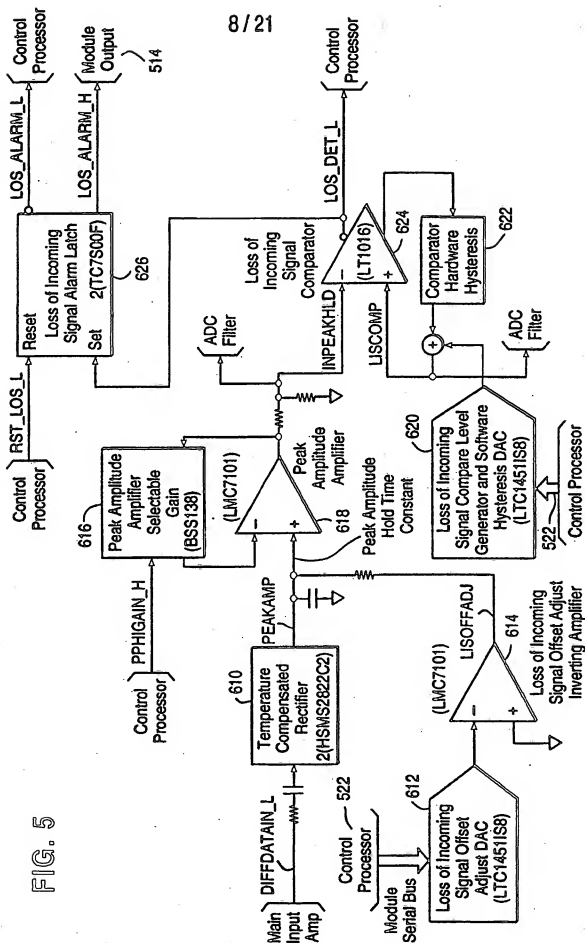 8/21
FIG. 5
Control
Processor
RST_LOS_L
Reset
Loss of Incoming
Signal Alarm Latch
2(TC7S00F)
Set
626
LOS_ALARM_L
Control
Processor
LOS_ALARM_H
Module
Output
514
Control
Processor
PPHIGAIN_H
616
Peak Amplitude
Amplifier
Selectable
Gain
(BSS138)
ADC
Filter
Loss of
Incoming
Signal
Comparator
LOS_DET_L
Control
Processor
(LMC7101)
Peak
Amplitude
Amplifier
INPEAKHLD
−
+
618
−
+
(LT1016)
624
LISCOMP
Comparator
Hardware
Hysteresis
622
+
ADC
Filter
Main
Input
Amp
DIFFDATAIN_L
610
Temperature
Compensated
Rectifier
2(HSMS2822C2)
PEAKAMP
Peak Amplitude
Hold Time
Constant
620
Loss of Incoming
Signal Compare Level
Generator and Software
Hysteresis DAC
(LTC1451IS8)
522
Control Processor
522
Control
Processor
Module
Serial Bus
612
Loss of Incoming
Signal Offset
Adjust DAC
(LTC1451IS8)
(LMC7101)
−
+
LISOFFADJ
614
Loss of Incoming
Signal Offset Adjust
Inverting Amplifier